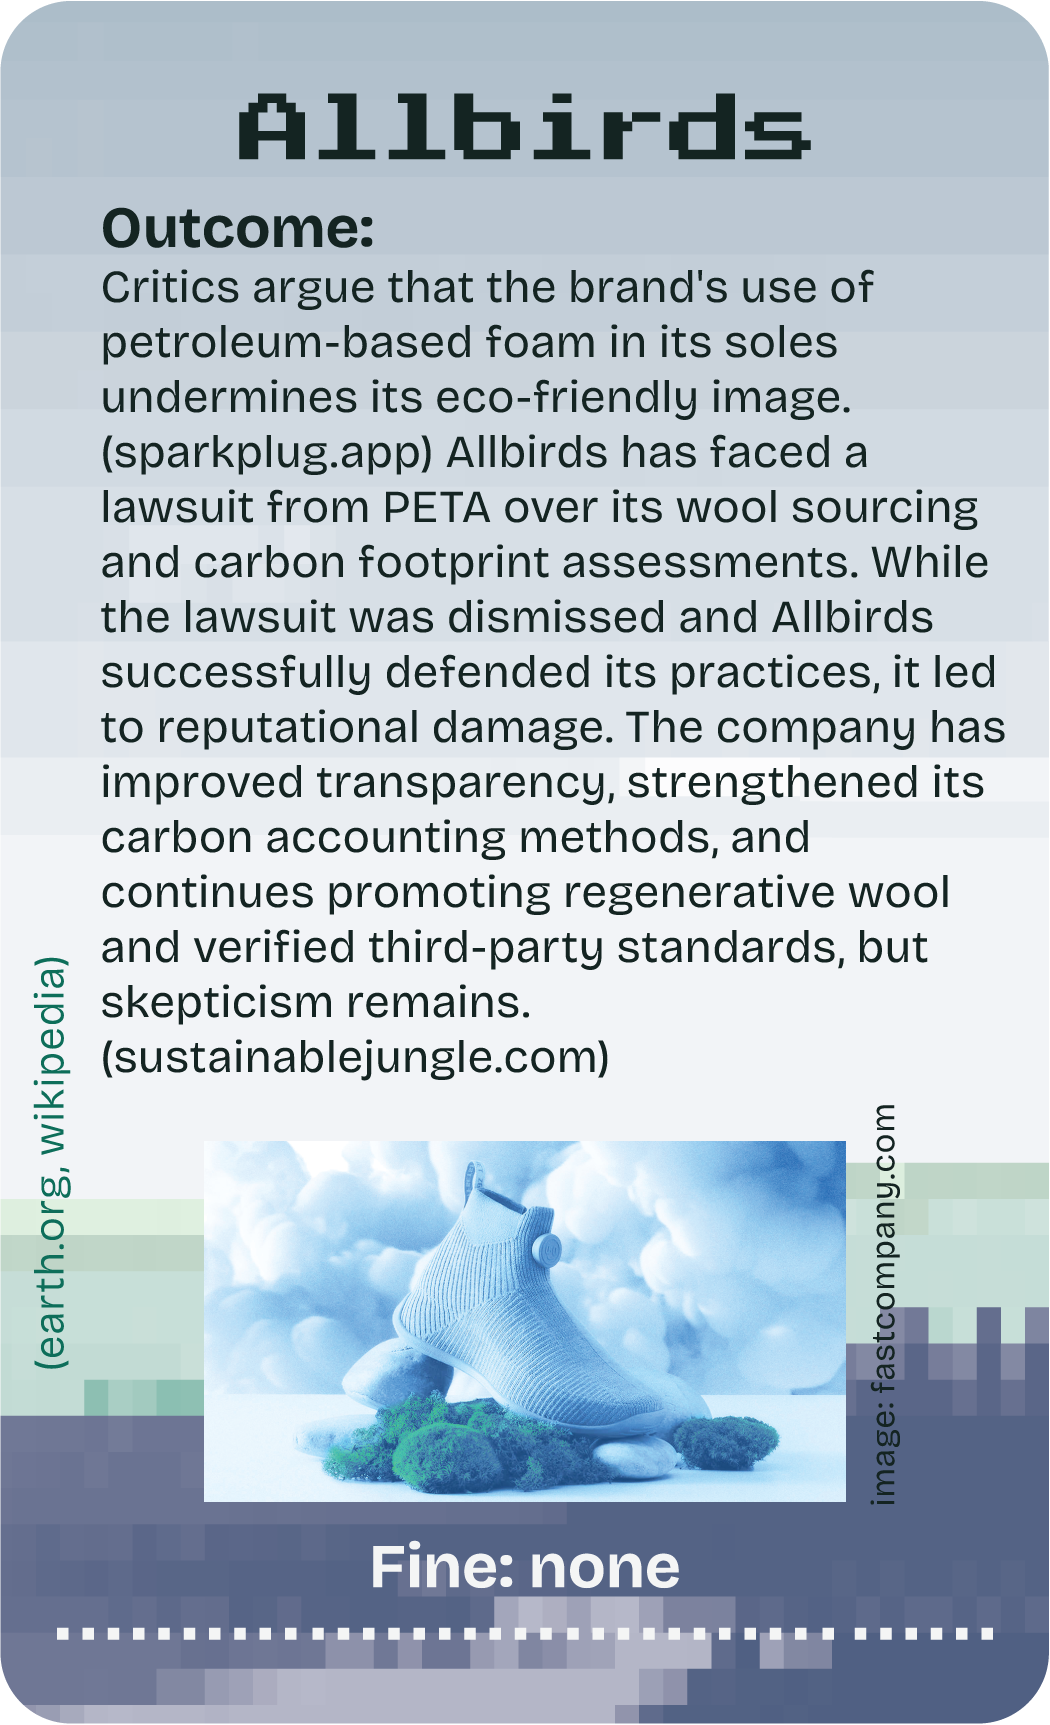 Allbirds
Outcome:
Critics argue that the brand's use of
petroleum-based foam in its soles
undermines its eco-friendly image.
(sparkplug.app) Allbirds has faced a
lawsuit from PETA over its wool sourcing
and carbon footprint assessments. While
the lawsuit was dismissed and Allbirds
successfully defended its practices, it led
to reputational damage. The company has
improved transparency, strengthened its
carbon accounting methods, and
continues promoting regenerative wool
and verified third-party standards, but
skepticism remains.
(sustainablejungle.com)
(earth.org, wikipedia)
image: fastcompany.com
Fine: none